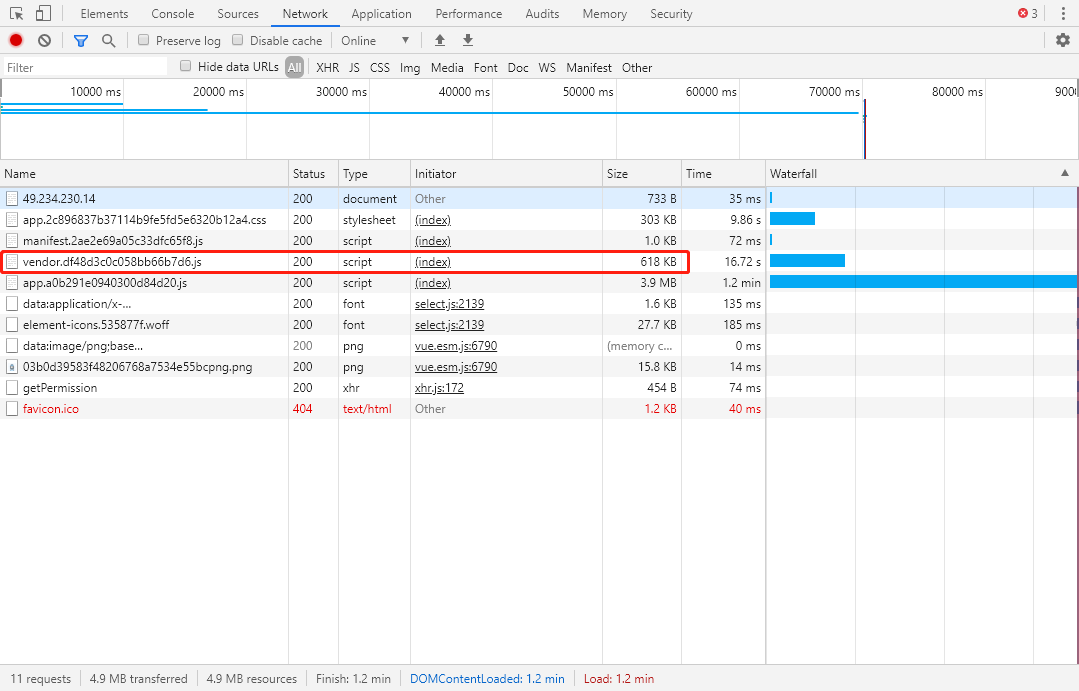 Elements Console Sources Network Application Performance Audits Memory Security 3
Preserve log Disable cache Online
Filter Hide data URLs All XHR JS CSS Img Media Font Doc WS Manifest Other
10000 ms 20000 ms 30000 ms 40000 ms 50000 ms 60000 ms 70000 ms 80000 ms 9000
Name Status Type Initiator Size Time Waterfall
49.234.230.14 200 document Other 733 B 35 ms
app.2c896837b37114b9fe5fd5e6320b12a4.css 200 stylesheet (index) 303 KB 9.86 s
manifest.2ae2e69a05c33dfc65f8.js 200 script (index) 1.0 KB 72 ms
vendor.df48d3c0c058bb66b7d6.js 200 script (index) 618 KB 16.72 s
app.a0b291e0940300d84d20.js 200 script (index) 3.9 MB 1.2 min
data:application/x-... 200 font select.js:2139 1.6 KB 135 ms
element-icons.535877f.woff 200 font select.js:2139 27.7 KB 185 ms
data:image/png;base... 200 png vue.esm.js:6790 (memory c... 0 ms
03b0d39583f48206768a7534e55bcpng.png 200 png vue.esm.js:6790 15.8 KB 14 ms
getPermission 200 xhr xhr.js:172 454 B 74 ms
favicon.ico 404 text/html Other 1.2 KB 40 ms
11 requests 4.9 MB transferred 4.9 MB resources Finish: 1.2 min DOMContentLoaded: 1.2 min Load: 1.2 min